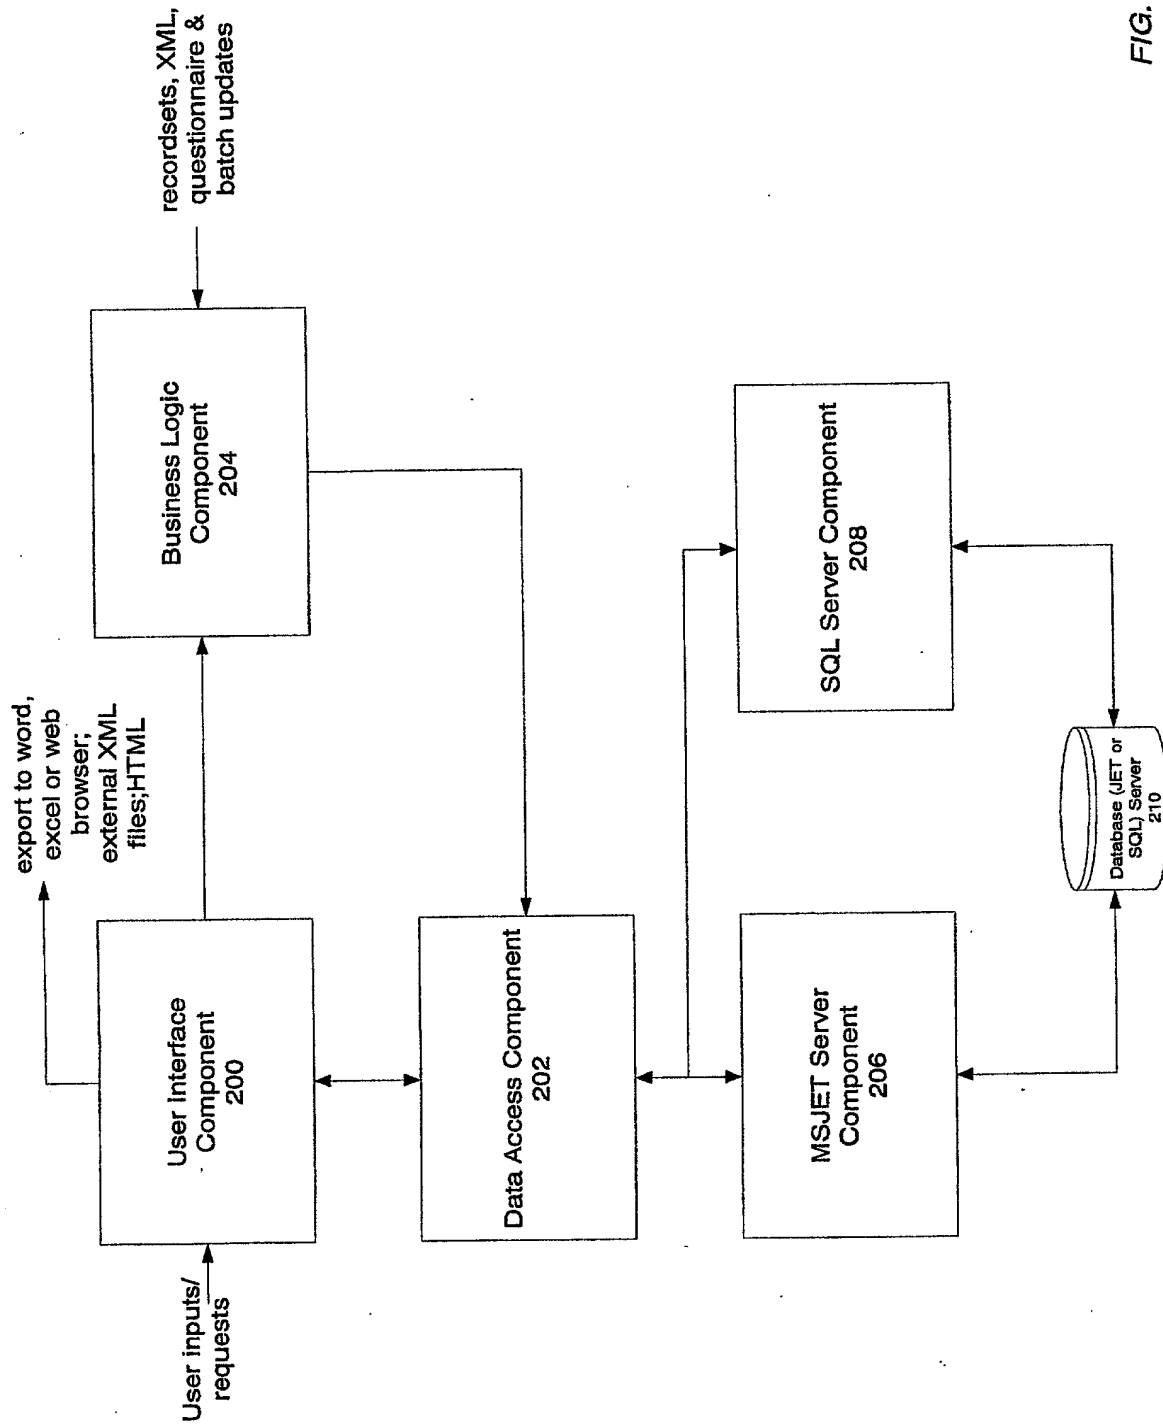 export to word,
excel or web
browser;
external XML
files;HTML
recordsets, XML,
questionnaire &
batch updates
User inputs/
requests
User Interface
Component
200
Business Logic
Component
204
Data Access Component
202
MSJET Server
Component
206
SQL Server Component
208
Database (JET or
SQL) Server
210
FIG.